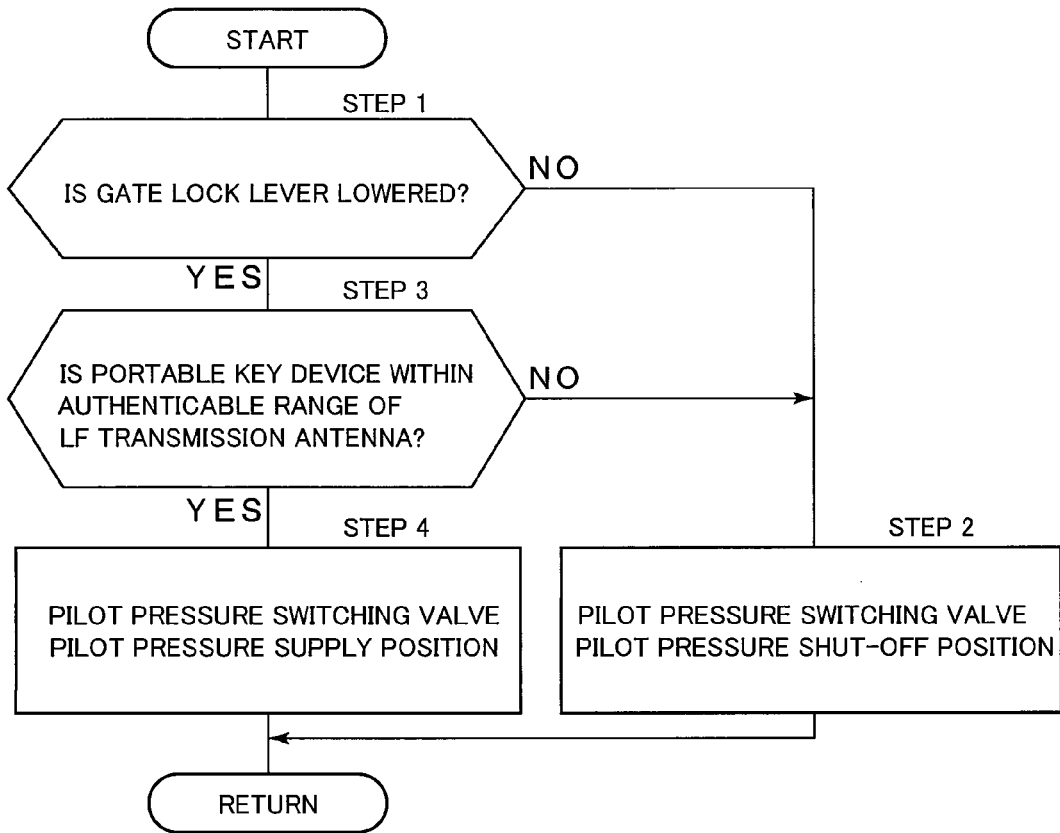 START
STEP 1
IS GATE LOCK LEVER LOWERED?
NO
YES
STEP 3
IS PORTABLE KEY DEVICE WITHIN
AUTHENTICABLE RANGE OF
LF TRANSMISSION ANTENNA?
NO
YES
STEP 4
PILOT PRESSURE SWITCHING VALVE
PILOT PRESSURE SUPPLY POSITION
STEP 2
PILOT PRESSURE SWITCHING VALVE
PILOT PRESSURE SHUT-OFF POSITION
RETURN